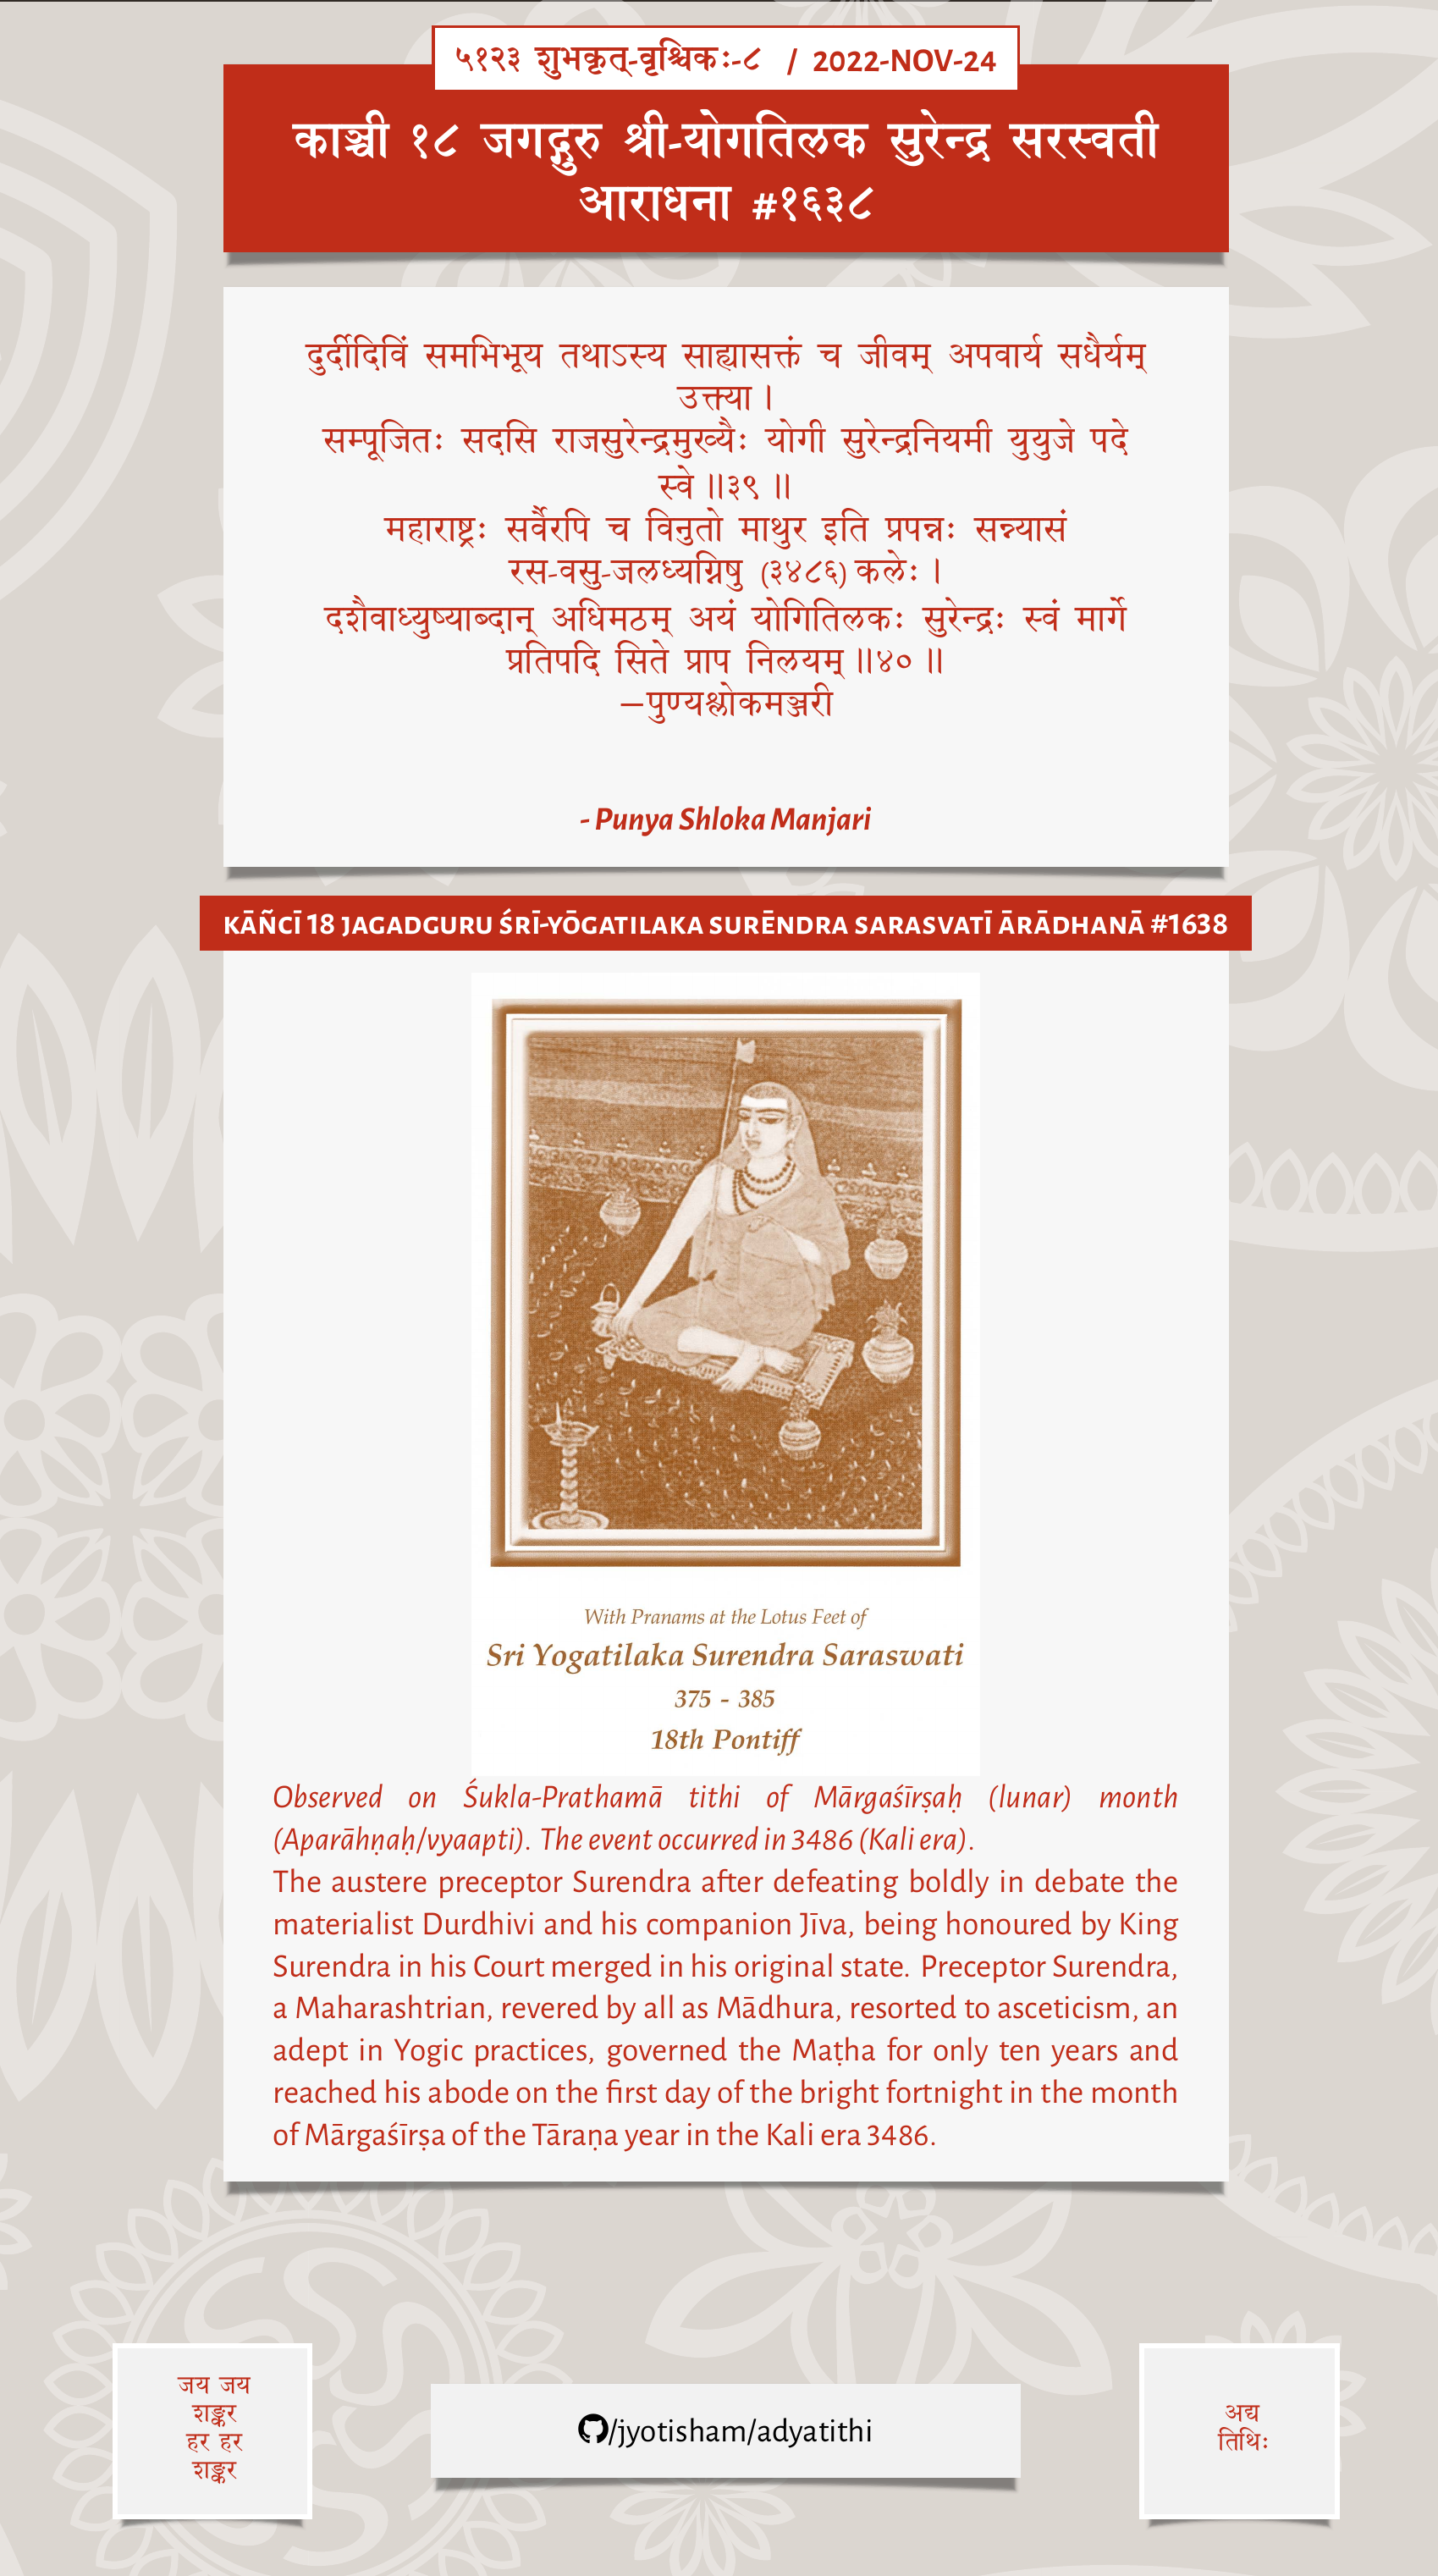 ५१२३ शुभकृत्-वृश्चिकः-८ / 2022-NOV-24
काञ्ची १८ जगद्गुरु श्री-योगतिलक सुरेन्द्र सरस्वती
आराधना #१६३८
दुर्दीदिविं समभिभूय तथाऽस्य साह्यासक्तं च जीवम् अपवार्य सधैर्यम्
उक्त्या ।
सम्पूजितः सदसि राजसुरेन्द्रमुख्यैः योगी सुरेन्द्रनियमी युयुजे पदे
स्वे ॥३९ ॥
महाराष्ट्रः सर्वैरपि च विनुतो माथुर इति प्रपन्नः सन्न्यासं
रस-वसु-जलध्यग्निषु (३४८६) कलेः ।
दशैवाध्युष्याब्दान् अधिमठम् अयं योगितिलकः सुरेन्द्रः स्वं मार्गे
प्रतिपदि सिते प्राप निलयम् ॥४० ॥
—पुण्यश्लोकमञ्जरी
- Punya Shloka Manjari
KĀÑCĪ 18 JAGADGURU ŚRĪ-YŌGATILAKA SURĒNDRA SARASVATĪ ĀRĀDHANĀ #1638
With Pranams at the Lotus Feet of
Sri Yogatilaka Surendra Saraswati
375 - 385
18th Pontiff
Observed on Śukla-Prathamā tithi of Mārgaśīrṣaḥ (lunar) month
(Aparāhṇaḥ/vyaapti). The event occurred in 3486 (Kali era).
The austere preceptor Surendra after defeating boldly in debate the
materialist Durdhivi and his companion Jīva, being honoured by King
Surendra in his Court merged in his original state. Preceptor Surendra,
a Maharashtrian, revered by all as Mādhura, resorted to asceticism, an
adept in Yogic practices, governed the Maṭha for only ten years and
reached his abode on the first day of the bright fortnight in the month
of Mārgaśīrṣa of the Tāraṇa year in the Kali era 3486.
जय जय
शङ्कर
हर हर
शङ्कर
/jyotisham/adyatithi
अद्य
तिथिः